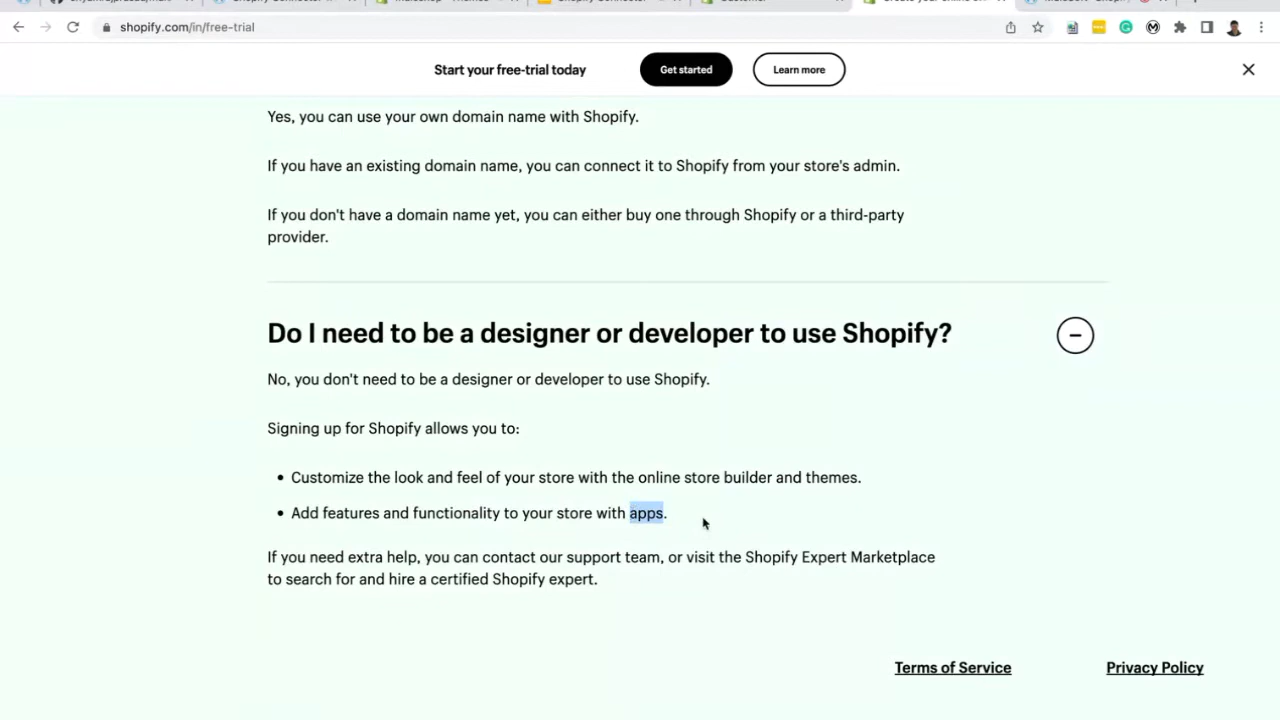 shopify.com/in/free-trial
Start your free-trial today
Get started
Learn more
Yes, you can use your own domain name with Shopify.
If you have an existing domain name, you can connect it to Shopify from your store's admin.
If you don't have a domain name yet, you can either buy one through Shopify or a third-party
provider.
Do I need to be a designer or developer to use Shopify?
No, you don't need to be a designer or developer to use Shopify.
Signing up for Shopify allows you to:
• Customize the look and feel of your store with the online store builder and themes.
• Add features and functionality to your store with apps.
If you need extra help, you can contact our support team, or visit the Shopify Expert Marketplace
to search for and hire a certified Shopify expert.
Terms of Service
Privacy Policy